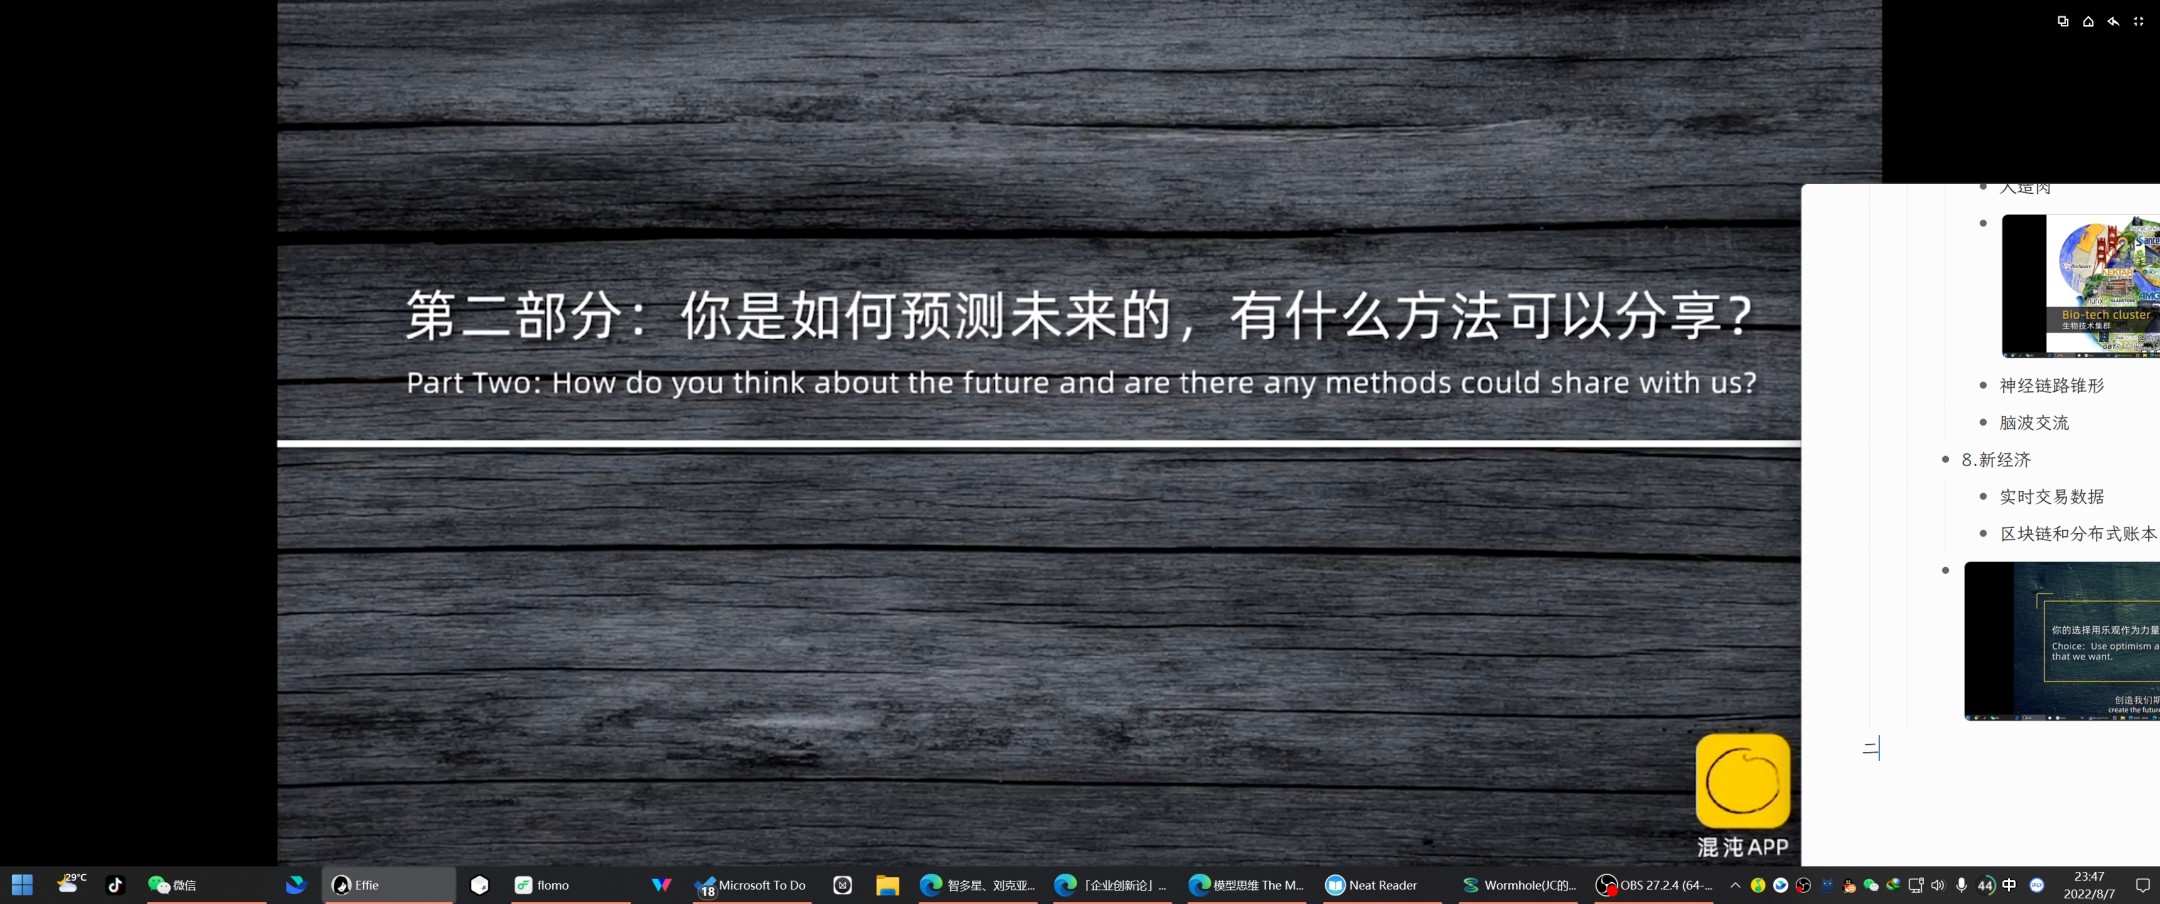 第二部分：你是如何预测未来的，有什么方法可以分享？
Part Two: How do you think about the future and are there any methods could share with us?
混沌APP
人造肉
Bio-tech cluster
生物技术集群
神经链路锥形
脑波交流
8.新经济
实时交易数据
区块链和分布式账本
你的选择用乐观作为力量
Choice: Use optimism a
that we want.
创造我们期
create the futur
二
29°C
微信
Effie
flomo
18
Microsoft To Do
智多星、刘克亚...
「企业创新论」...
模型思维 The M...
Neat Reader
Wormhole(JC的...
OBS 27.2.4 (64-...
44
中
23:47
2022/8/7